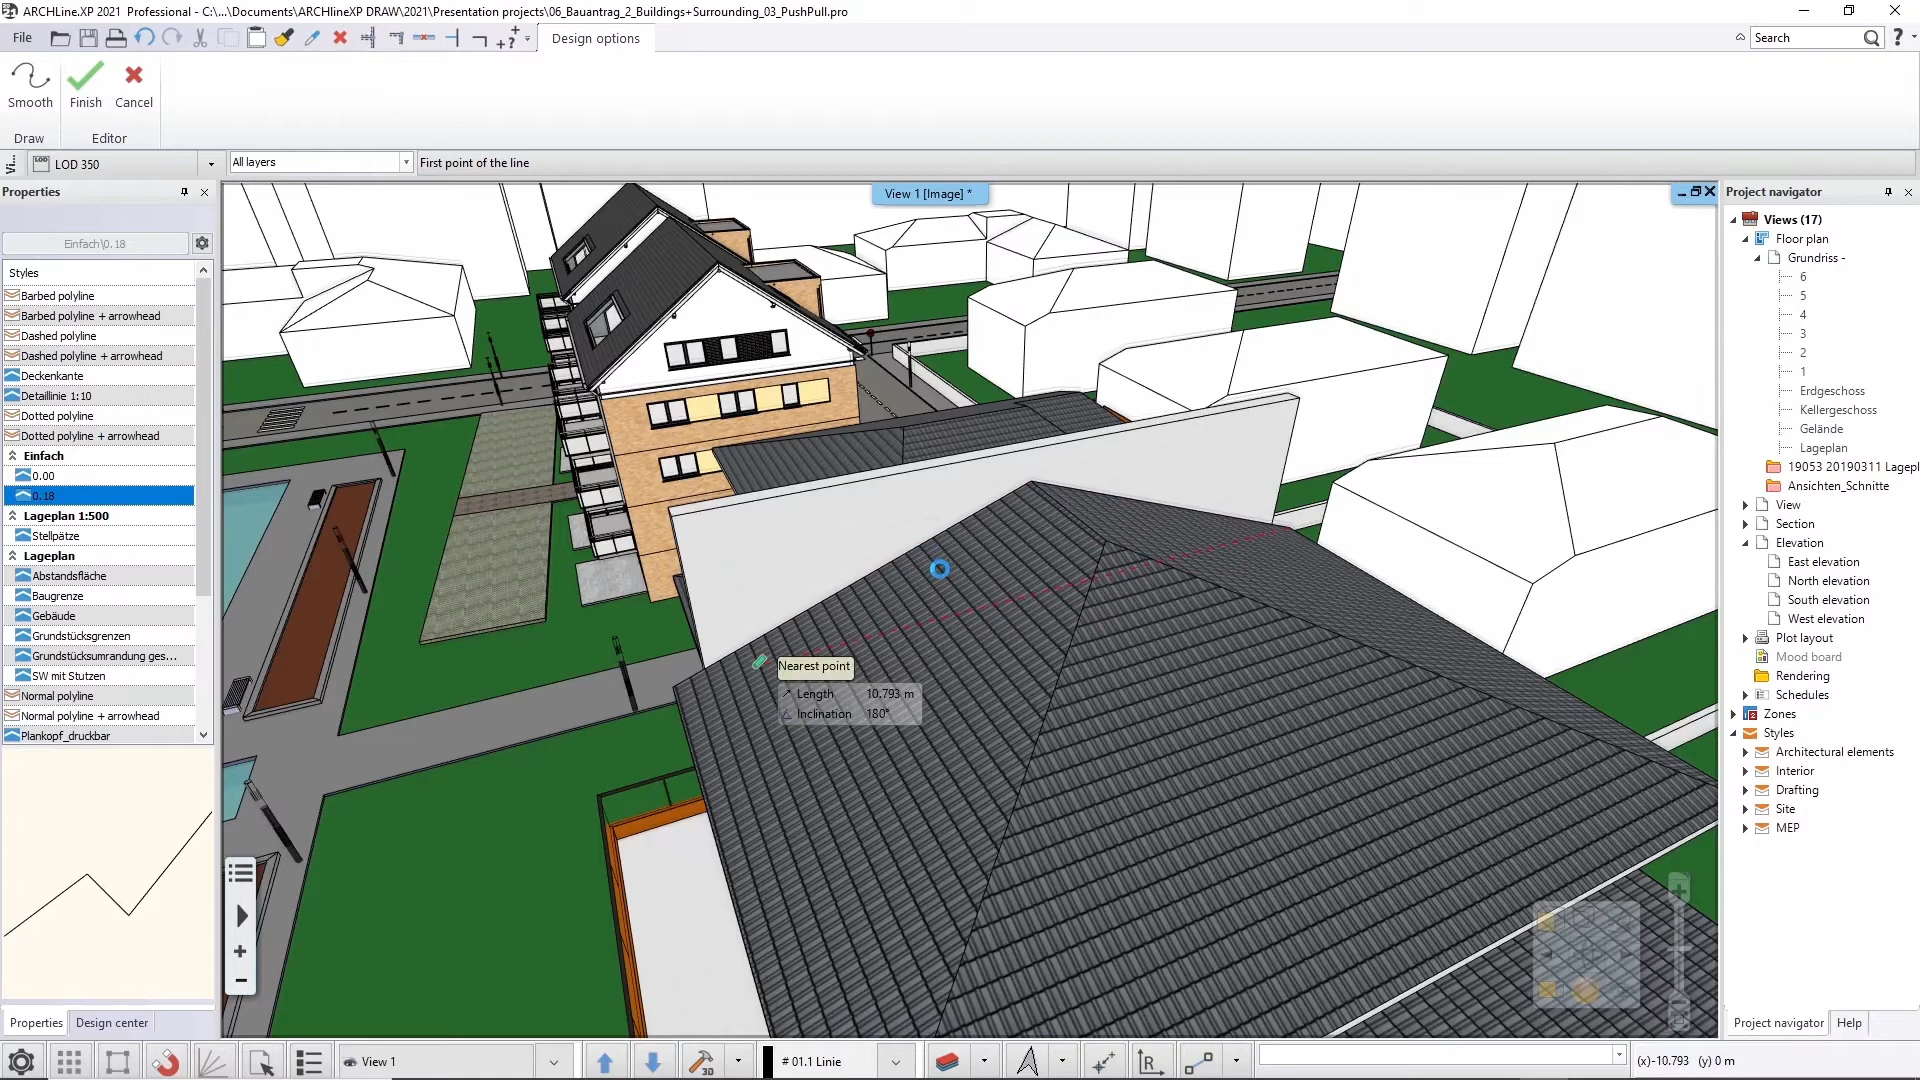 ARCHLine.XP 2021 Professional - C:\...\Documents\ARCHlineXP DRAW\2021\Presentation projects\06_Bauantrag_2_Buildings+Surrounding_03_PushPull.pro
File
Design options
Search
Smooth
Finish
Cancel
Draw
Editor
LOD 350
All layers
First point of the line
Properties
Einfach\0.18
Styles
Barbed polyline
Barbed polyline + arrowhead
Dashed polyline
Dashed polyline + arrowhead
Deckenkante
Detaillinie 1:10
Dotted polyline
Dotted polyline + arrowhead
Einfach
0.00
0.18
Lageplan 1:500
Stellpätze
Lageplan
Abstandsfläche
Baugrenze
Gebäude
Grundstücksgrenzen
Grundstücksumrandung ges...
SW mit Stutzen
Normal polyline
Normal polyline + arrowhead
Plankopf_druckbar
Properties
Design center
View 1 [Image] *
Nearest point
Length 10.793 m
Inclination 180°
Project navigator
Views (17)
Floor plan
Grundriss -
6
5
4
3
2
1
Erdgeschoss
Kellergeschoss
Gelände
Lageplan
19053 20190311 Lagepl
Ansichten_Schnitte
View
Section
Elevation
East elevation
North elevation
South elevation
West elevation
Plot layout
Mood board
Rendering
Schedules
Zones
Styles
Architectural elements
Interior
Drafting
Site
MEP
Project navigator
Help
View 1
3D
# 01.1 Linie
(x)-10.793 (y) 0 m